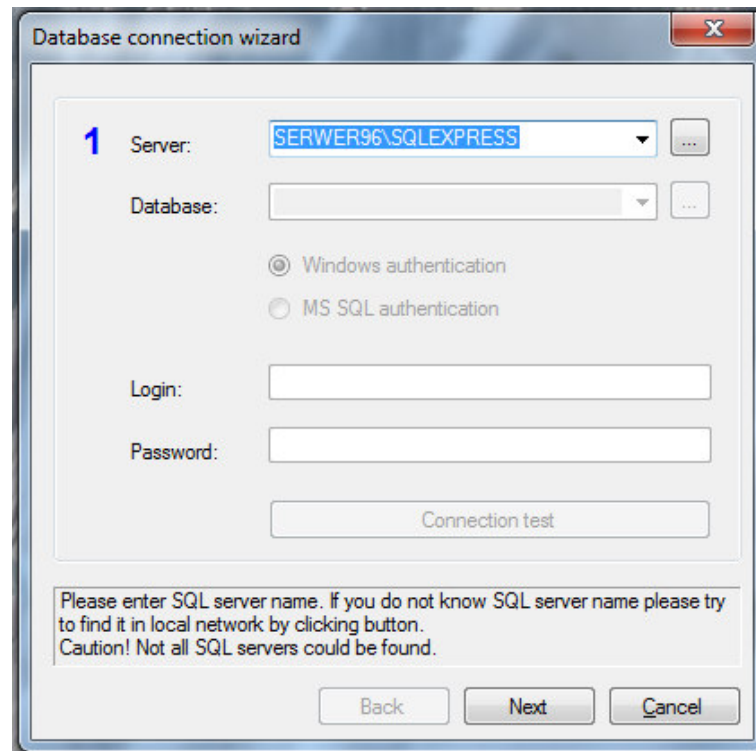 Database connection wizard
1 Server: SERWER96\SQLEXPRESS ...
Database: ...
Windows authentication
MS SQL authentication
Login:
Password:
Connection test
Please enter SQL server name. If you do not know SQL server name please try
to find it in local network by clicking button.
Caution! Not all SQL servers could be found.
Back Next Cancel